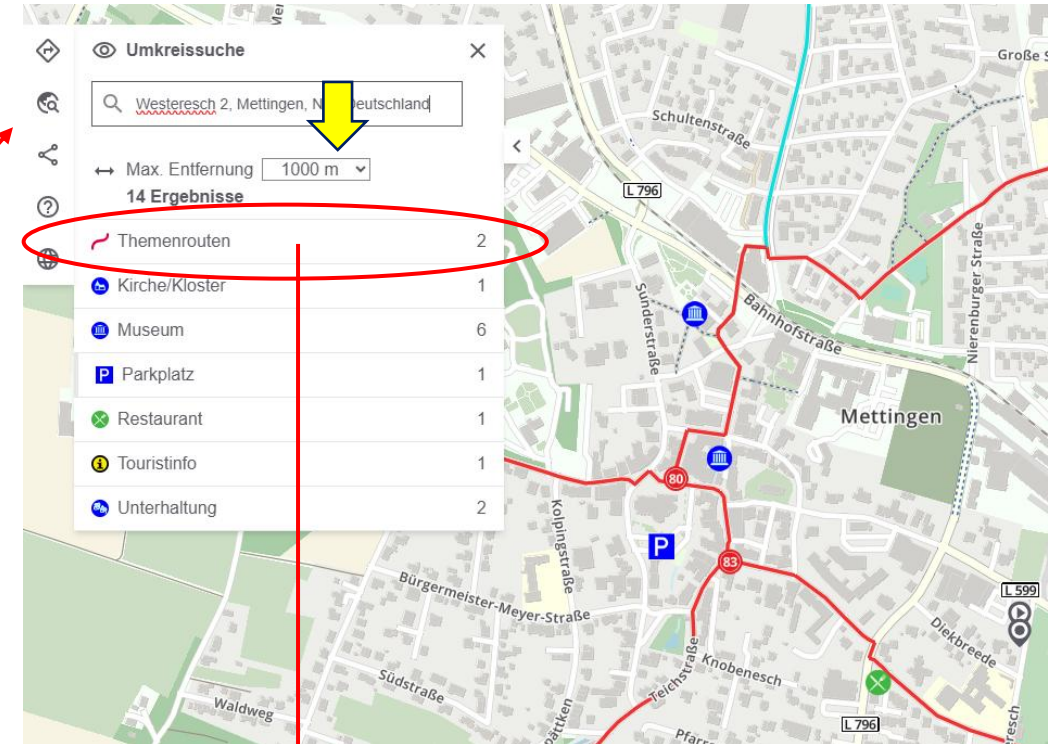 Umkreissuche
Westeresch 2, Mettingen, Deutschland
Max. Entfernung 1000 m
14 Ergebnisse
Themenrouten 2
Kirche/Kloster 1
Museum 6
P Parkplatz 1
Restaurant 1
Touristinfo 1
Unterhaltung 2
Große
Schultenstraße
L 796
Sunderstraße
Bahnhofstraße
Nierenburger Straße
Mettingen
80
Kolpingstraße
P
83
Bürgermeister-Meyer-Straße
L 599
Diekbreede
Knobenesch
Teichstraße
Südstraße
Waldweg
L 796